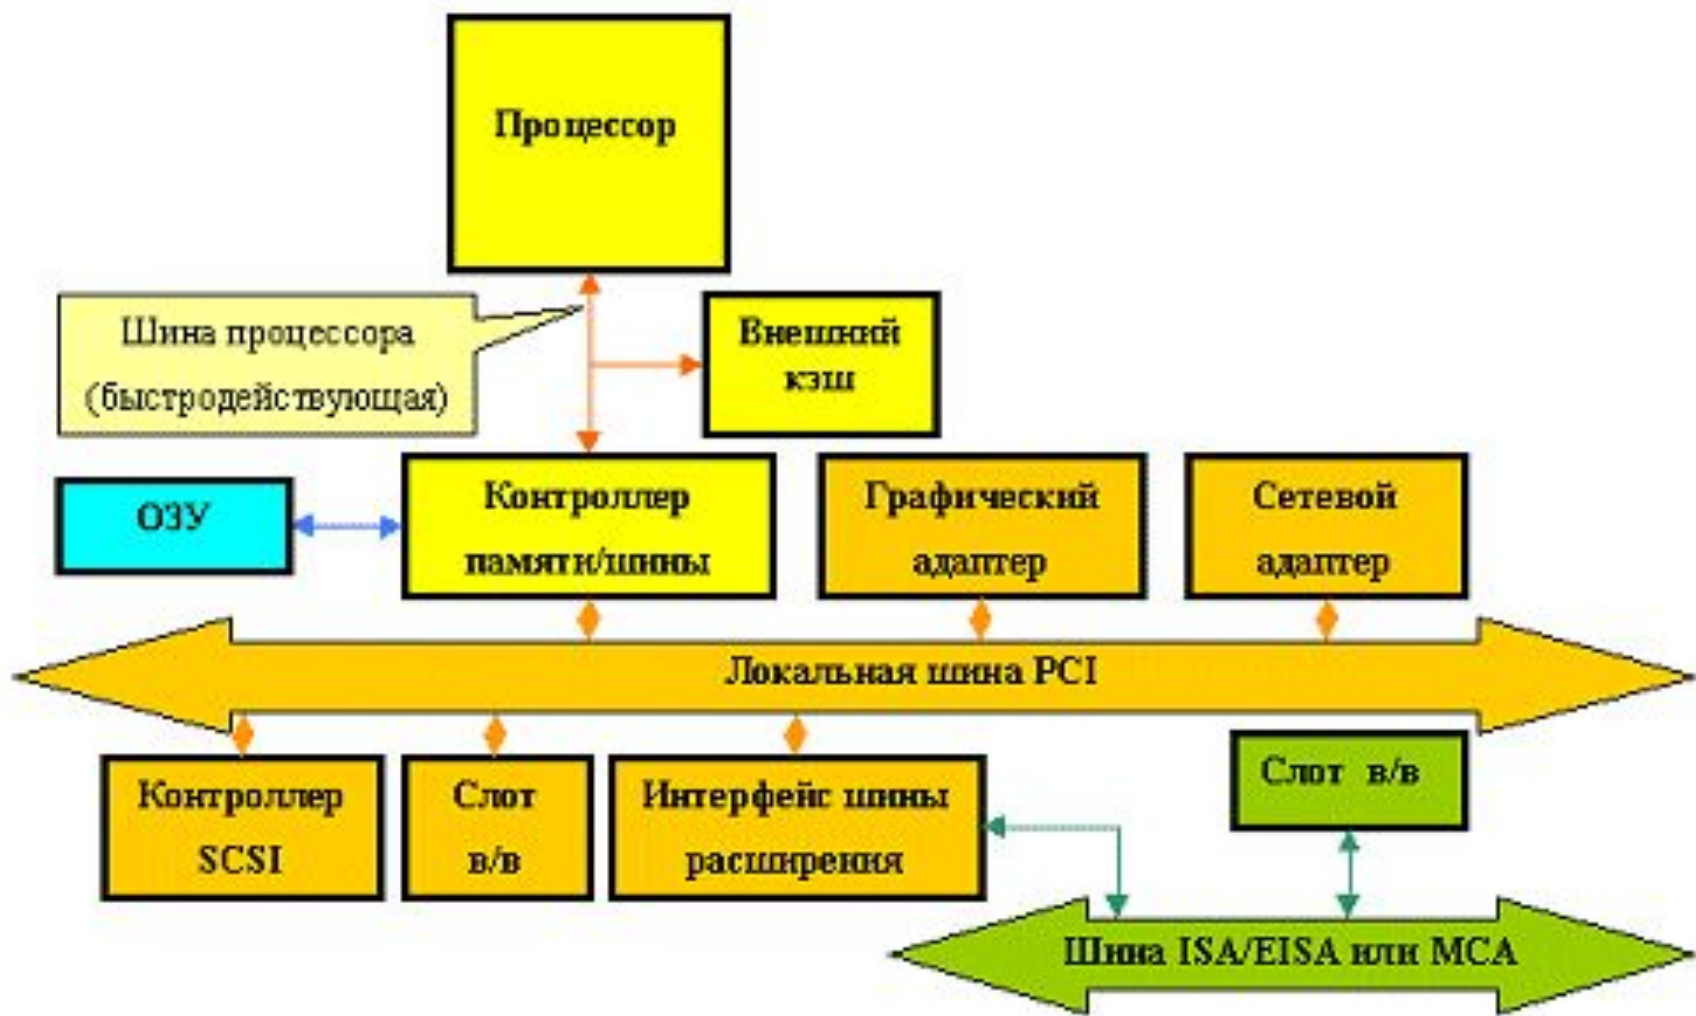 Процессор
Шина процессора
(быстродействующая)
Внешний
кэш
ОЗУ
Контроллер
памяти/шины
Графический
адаптер
Сетевой
адаптер
Локальная шина PCI
Контроллер
SCSI
Слот
в/в
Интерфейс шины
расширения
Слот в/в
Шина ISA/EISA или MCA